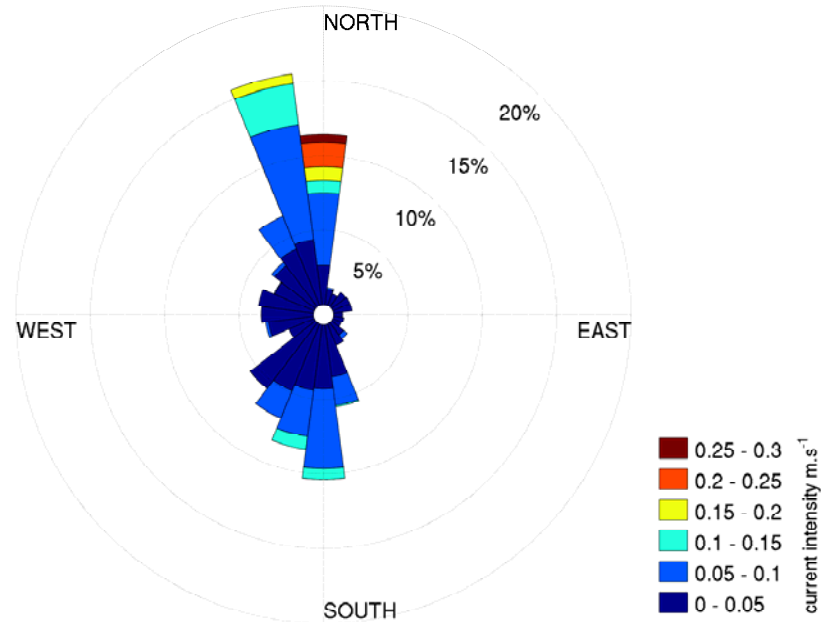 NORTH
20%
15%
10%
5%
WEST
EAST
SOUTH
0.25 - 0.3
0.2 - 0.25
0.15 - 0.2
0.1 - 0.15
0.05 - 0.1
0 - 0.05
current intensity m.s⁻¹